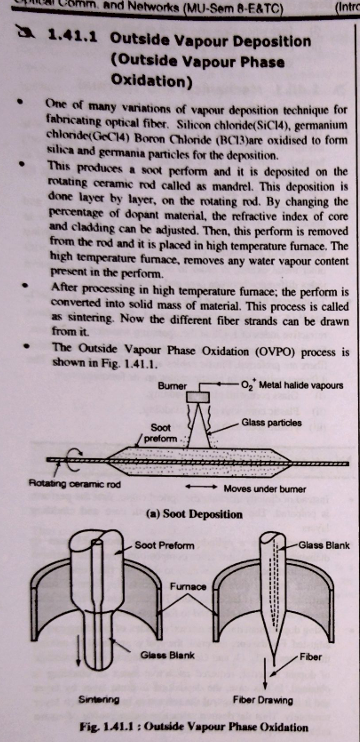 Optical Comm. and Networks (MU-Sem 8-E&TC) (Intro
1.41.1 Outside Vapour Deposition
(Outside Vapour Phase
Oxidation)
• One of many variations of vapour deposition technique for
fabricating optical fiber. Silicon chloride(SiCl4), germanium
chloride(GeCl4) Boron Chloride (BCl3)are oxidised to form
silica and germania particles for the deposition.
• This produces a soot perform and it is deposited on the
rotating ceramic rod called as mandrel. This deposition is
done layer by layer, on the rotating rod. By changing the
percentage of dopant material, the refractive index of core
and cladding can be adjusted. Then, this perform is removed
from the rod and it is placed in high temperature furnace. The
high temperature furnace, removes any water vapour content
present in the perform.
• After processing in high temperature furnace; the perform is
converted into solid mass of material. This process is called
as sintering. Now the different fiber strands can be drawn
from it.
• The Outside Vapour Phase Oxidation (OVPO) process is
shown in Fig. 1.41.1.
Burner
O2+ Metal halide vapours
Soot
preform
Glass particles
Rotating ceramic rod
Moves under burner
(a) Soot Deposition
Soot Preform
Glass Blank
Furnace
Glass Blank
Fiber
Sintering
Fiber Drawing
Fig. 1.41.1 : Outside Vapour Phase Oxidation